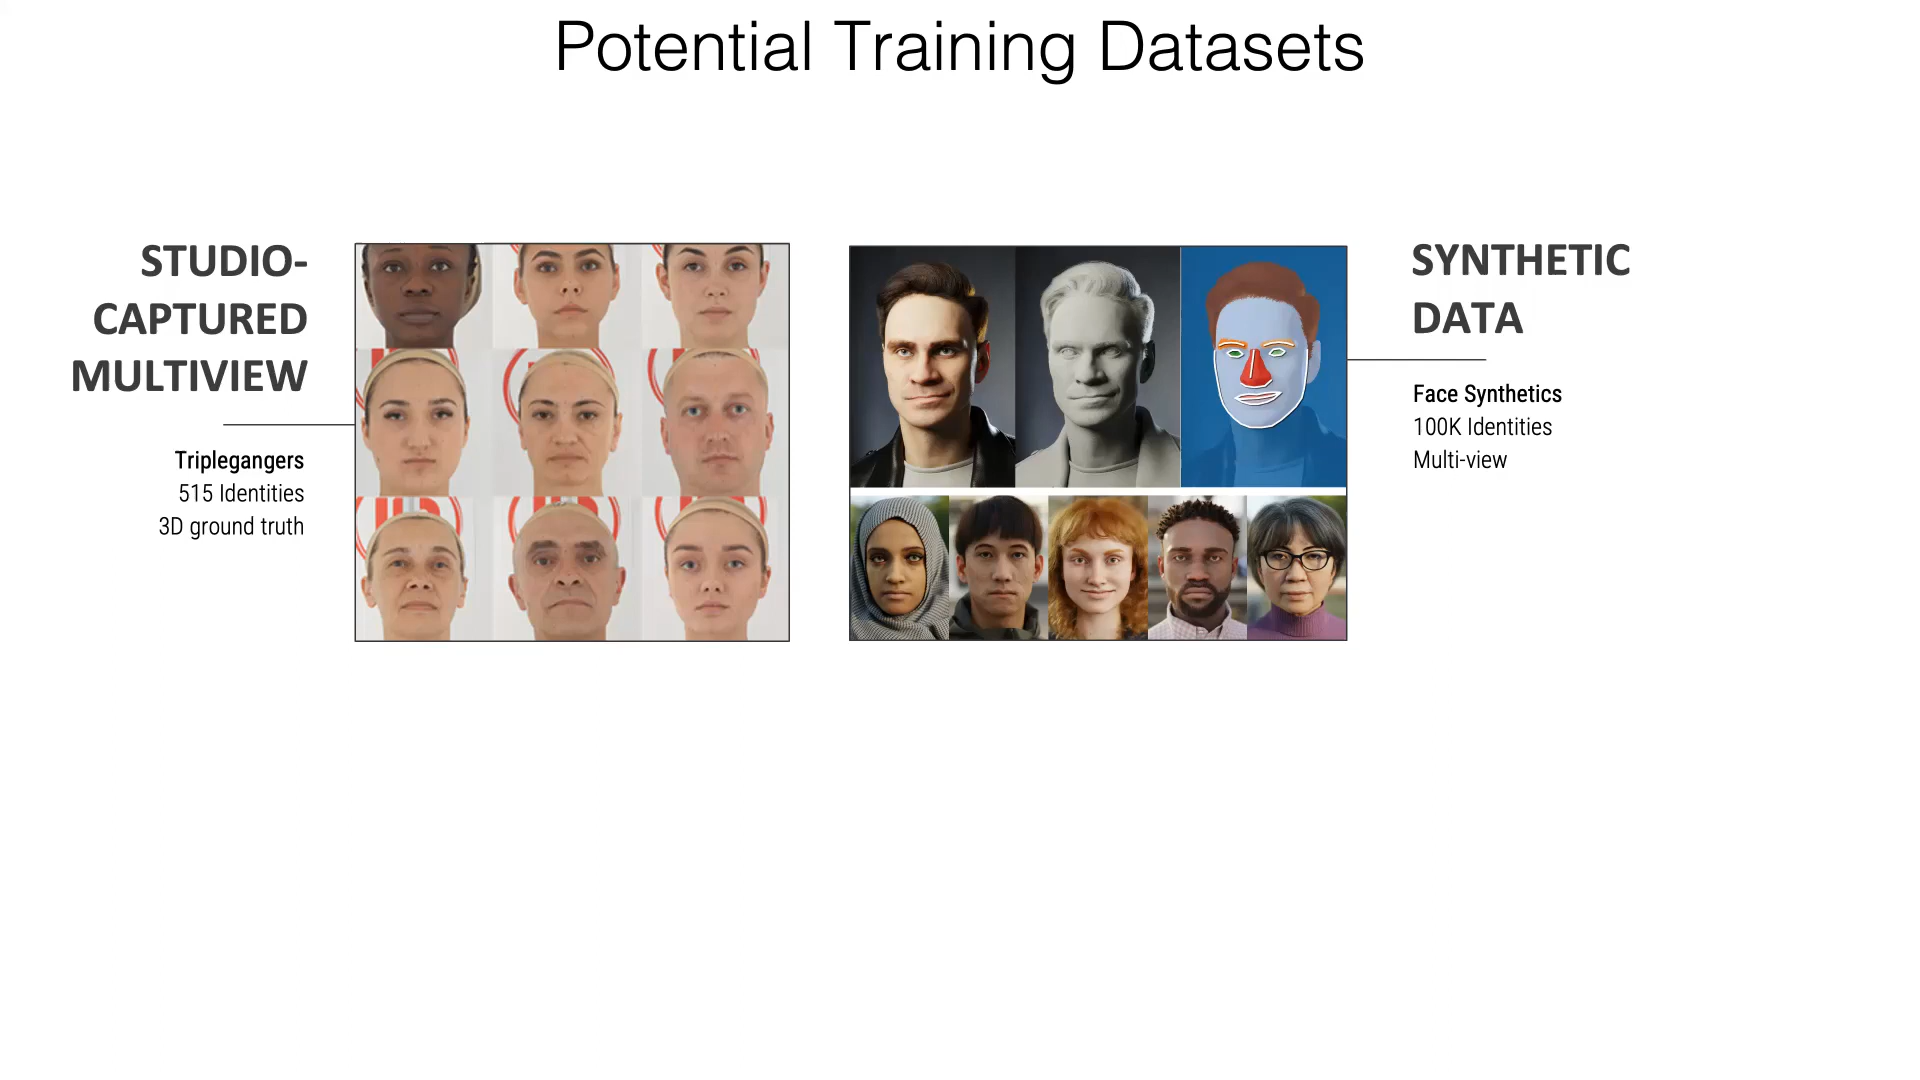 Potential Training Datasets
STUDIO-
CAPTURED
MULTIVIEW
Triplegangers
515 Identities
3D ground truth
SYNTHETIC
DATA
Face Synthetics
100K Identities
Multi-view